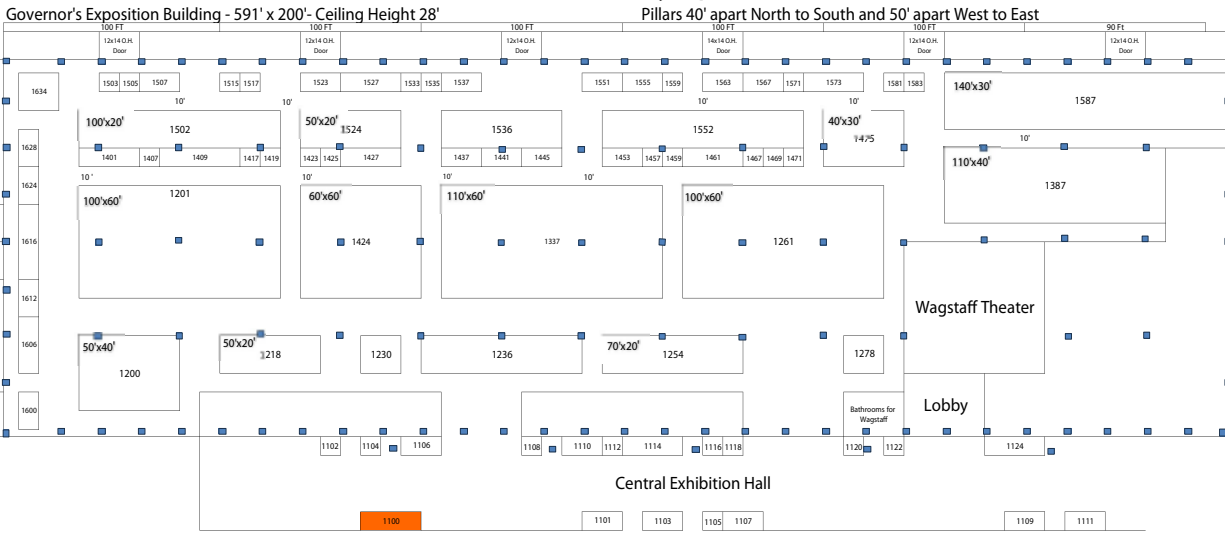 Governor's Exposition Building - 591' x 200'- Ceiling Height 28'
Pillars 40' apart North to South and 50' apart West to East
100 FT 100 FT 100 FT 100 FT 100 FT 90 Ft
12x14 O.H. Door
12x14 O.H. Door
12x14 O.H. Door
14x14 O.H. Door
12x14 O.H. Door
12x14 O.H. Door
1634 1503 1505 1507 1515 1517 1523 1527 1533 1535 1537 1551 1555 1559 1563 1567 1571 1573 1581 1583 140'x30' 1587
10' 10' 10' 10'
100'x20' 1502 50'x20' 1524 1536 1552 40'x30' 1475
10'
1628 1401 1407 1409 1417 1419 1423 1425 1427 1437 1441 1445 1453 1457 1459 1461 1467 1469 1471 110'x40' 1387
10' 10' 10' 10'
1624 100'x60' 1201 60'x60' 110'x60' 100'x60'
1616 1424 1337 1261
1612 Wagstaff Theater
1606 50'x40' 1200 50'x20' 1218 1230 1236 70'x20' 1254 1278
1600 Bathrooms for Wagstaff Lobby
1102 1104 1106 1108 1110 1112 1114 1116 1118 1120 1122 1124
Central Exhibition Hall
1100 1101 1103 1105 1107 1109 1111